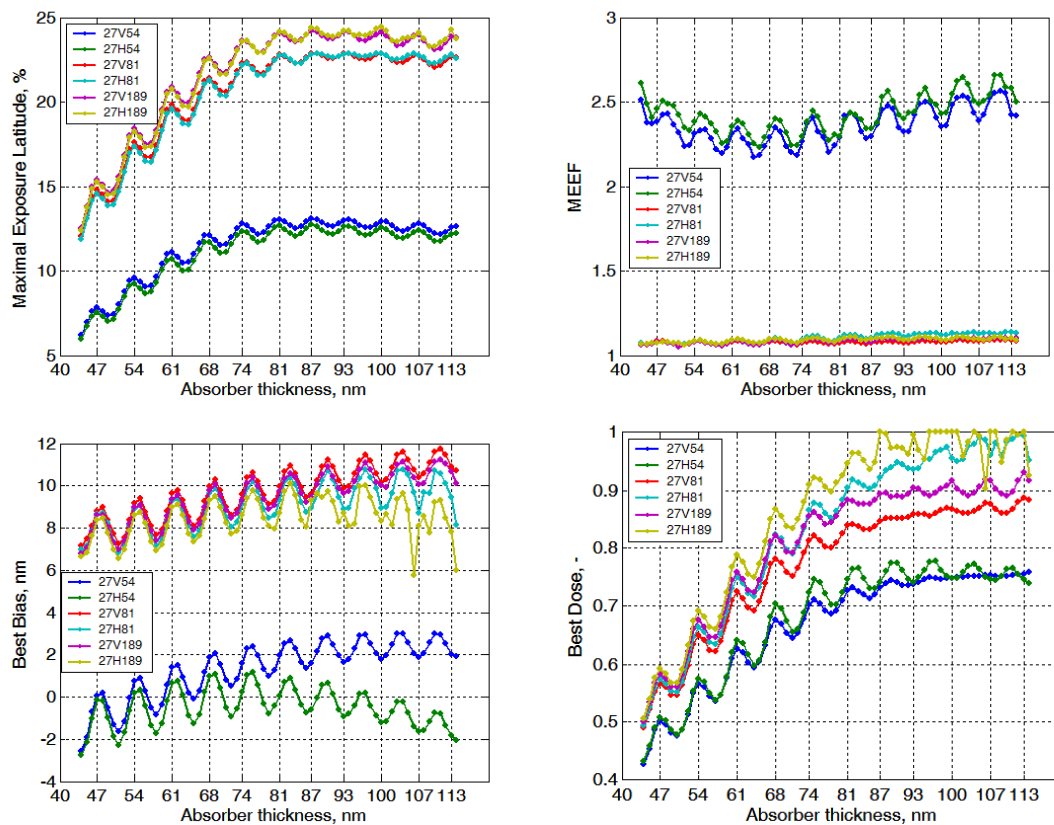 Maximal Exposure Latitude, %
25
20
15
10
5
27V54
27H54
27V81
27H81
27V189
27H189
40 47 54 61 68 74 81 87 93 100 107 113
Absorber thickness, nm
MEEF
3
2.5
2
1.5
1
27V54
27H54
27V81
27H81
27V189
27H189
40 47 54 61 68 74 81 87 93 100 107 113
Absorber thickness, nm
Best Bias, nm
12
10
8
6
4
2
0
-2
-4
27V54
27H54
27V81
27H81
27V189
27H189
40 47 54 61 68 74 81 87 93 100 107 113
Absorber thickness, nm
Best Dose, -
1
0.9
0.8
0.7
0.6
0.5
0.4
27V54
27H54
27V81
27H81
27V189
27H189
40 47 54 61 68 74 81 87 93 100 107 113
Absorber thickness, nm